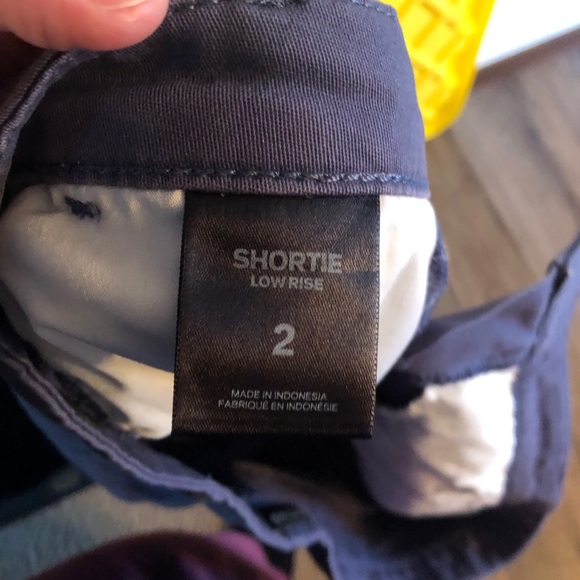 SHORTIE
LOW RISE
2
MADE IN INDONESIA
FABRIQUÉ EN INDONÉSIE